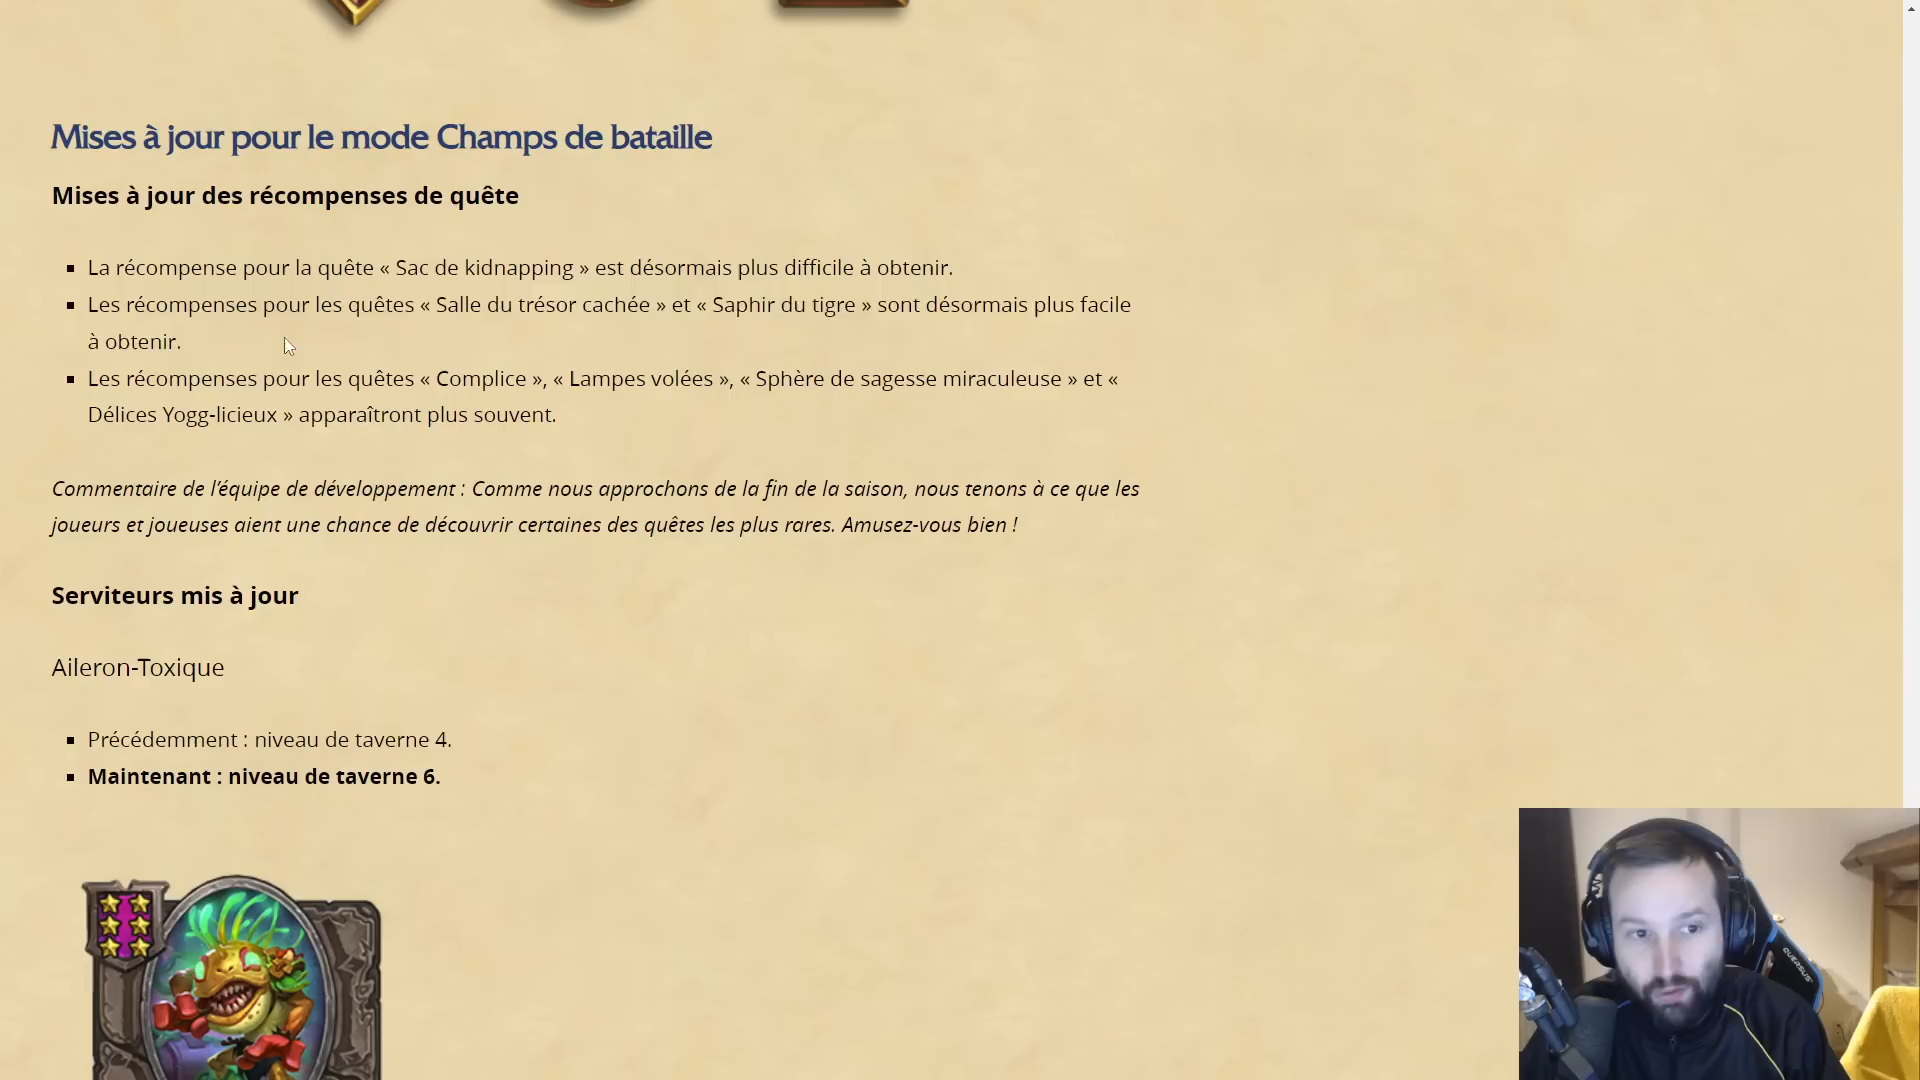 Mises à jour pour le mode Champs de bataille
Mises à jour des récompenses de quête
La récompense pour la quête « Sac de kidnapping » est désormais plus difficile à obtenir.
Les récompenses pour les quêtes « Salle du trésor cachée » et « Saphir du tigre » sont désormais plus facile
à obtenir.
Les récompenses pour les quêtes « Complice », « Lampes volées », « Sphère de sagesse miraculeuse » et «
Délices Yogg-licieux » apparaîtront plus souvent.
Commentaire de l’équipe de développement : Comme nous approchons de la fin de la saison, nous tenons à ce que les
joueurs et joueuses aient une chance de découvrir certaines des quêtes les plus rares. Amusez-vous bien !
Serviteurs mis à jour
Aileron-Toxique
Précédemment : niveau de taverne 4.
Maintenant : niveau de taverne 6.
QUERSUS